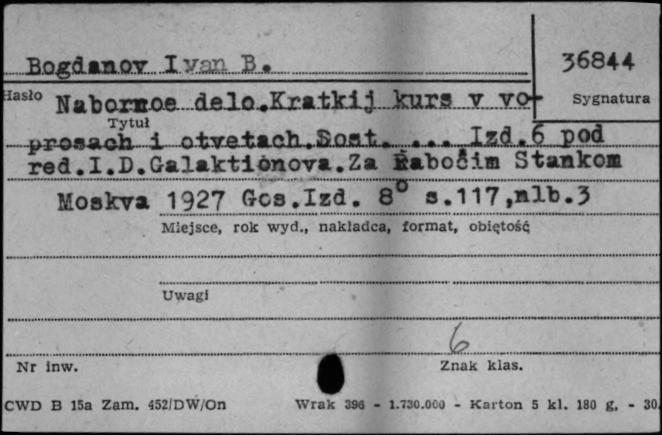 Bogdanov Ivan B.
36844
Hasło Nabornoe delo.Kratkij kurs v vo-
Sygnatura
Tytuł
prosach i otvetach.Sost. ... Izd.6 pod
red.I.D.Galaktionova.Za Rabočim Stankom
Moskva 1927 Gos.Izd. 8° s.117,nlb.3
Miejsce, rok wyd., nakładca, format, objętość
Uwagi
6
Nr inw.
Znak klas.
CWD B 15a Zam. 452/DW/On
Wrak 396 - 1.730.000 - Karton 5 kl. 180 g. - 30.